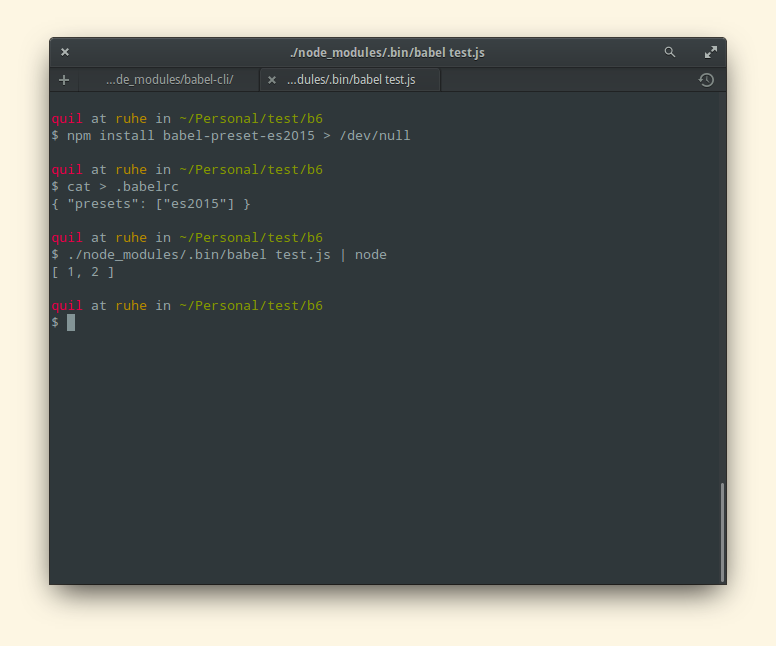 ./node_modules/.bin/babel test.js
...de_modules/babel-cli/
...dules/.bin/babel test.js
quil at ruhe in ~/Personal/test/b6
$ npm install babel-preset-es2015 > /dev/null
quil at ruhe in ~/Personal/test/b6
$ cat > .babelrc
{ "presets": ["es2015"] }
quil at ruhe in ~/Personal/test/b6
$ ./node_modules/.bin/babel test.js | node
[ 1, 2 ]
quil at ruhe in ~/Personal/test/b6
$